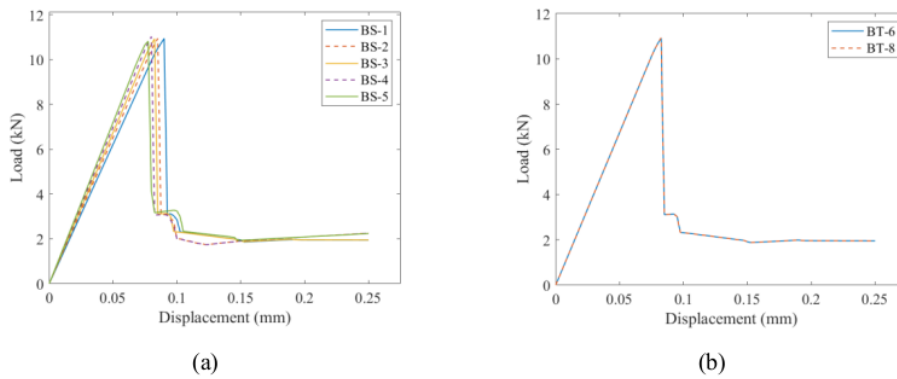 12
10
8
6
4
2
0
Load (kN)
0
0.05
0.1
0.15
0.2
0.25
Displacement (mm)
BS-1
BS-2
BS-3
BS-4
BS-5
(a)
12
10
8
6
4
2
0
Load (kN)
0
0.05
0.1
0.15
0.2
0.25
Displacement (mm)
BT-6
BT-8
(b)